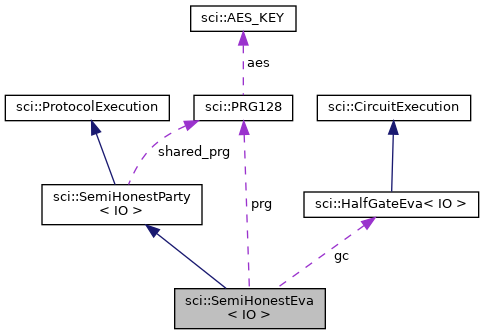 sci::AES_KEY
aes
sci::ProtocolExecution
sci::PRG128
sci::CircuitExecution
shared_prg
sci::SemiHonestParty
< IO >
prg
sci::HalfGateEva< IO >
gc
sci::SemiHonestEva
< IO >